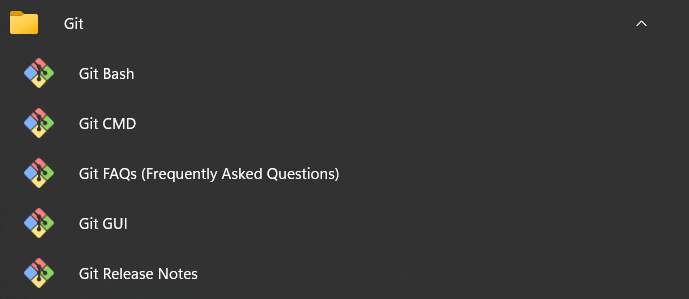 Git
Git Bash
Git CMD
Git FAQs (Frequently Asked Questions)
Git GUI
Git Release Notes